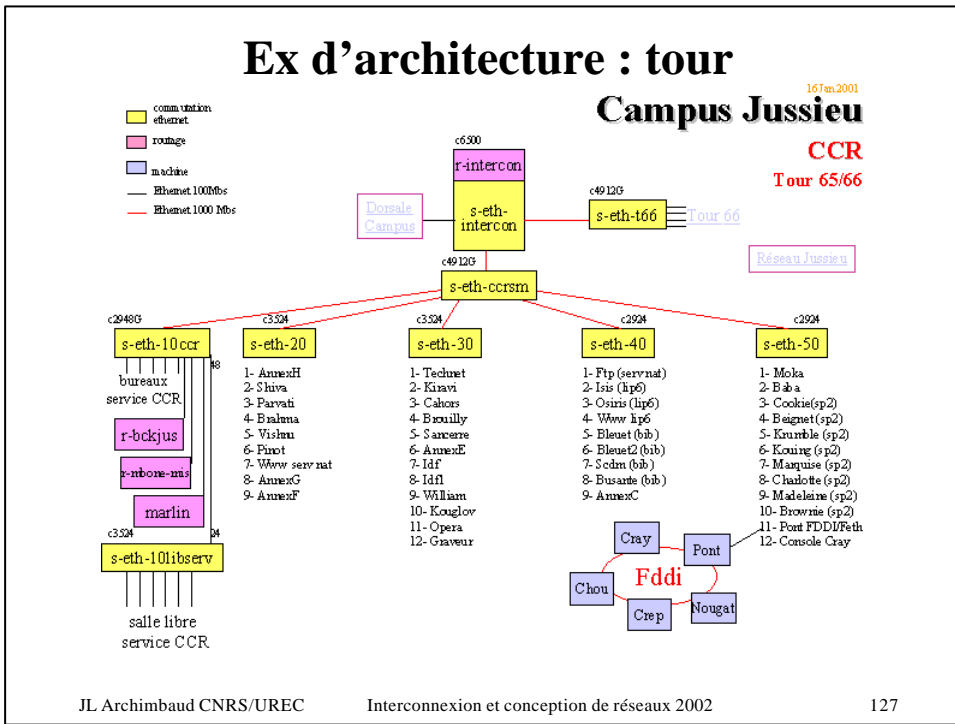 Ex d'architecture : tour
16 Jan 2001
Campus Jussieu
CCR
Tour 65/66
commutation
ethernet
routage
machine
Ethernet 100Mbs
Ethernet 1000 Mbs
c6500
r-intercon
s-eth-
intercon
Dorsale
Campus
c4912G
s-eth-t66
Tour 66
Réseau Jussieu
c4912G
s-eth-ccrsm
c2948G
s-eth-10ccr
48
bureaux
service CCR
r-bckjus
r-mbone-mis
marlin
c3524
24
s-eth-10libserv
salle libre
service CCR
c3524
s-eth-20
1- AnnexH
2- Shiva
3- Parvati
4- Brahma
5- Vishnu
6- Pinot
7- Www serv nat
8- AnnexG
9- AnnexF
c3524
s-eth-30
1- Technet
2- Kiravi
3- Cahors
4- Brouilly
5- Sancerre
6- AnnexE
7- Idf
8- Idf1
9- William
10- Kouglov
11- Opera
12- Graveur
c2924
s-eth-40
1- Ftp (serv nat)
2- Isis (lip6)
3- Osiris (lip6)
4- Www lip6
5- Bleuet (bib)
6- Bleuet2 (bib)
7- Scdm (bib)
8- Busante (bib)
9- AnnexC
c2924
s-eth-50
1- Moka
2- Baba
3- Cookie(sp2)
4- Beignet (sp2)
5- Krumble (sp2)
6- Kouing (sp2)
7- Marquise (sp2)
8- Charlotte (sp2)
9- Madeleine (sp2)
10- Brownie (sp2)
11- Pont FDDI/Feth
12- Console Cray
Cray
Pont
Fddi
Chou
Crep
Nougat
JL Archimbaud CNRS/UREC
Interconnexion et conception de réseaux 2002
127